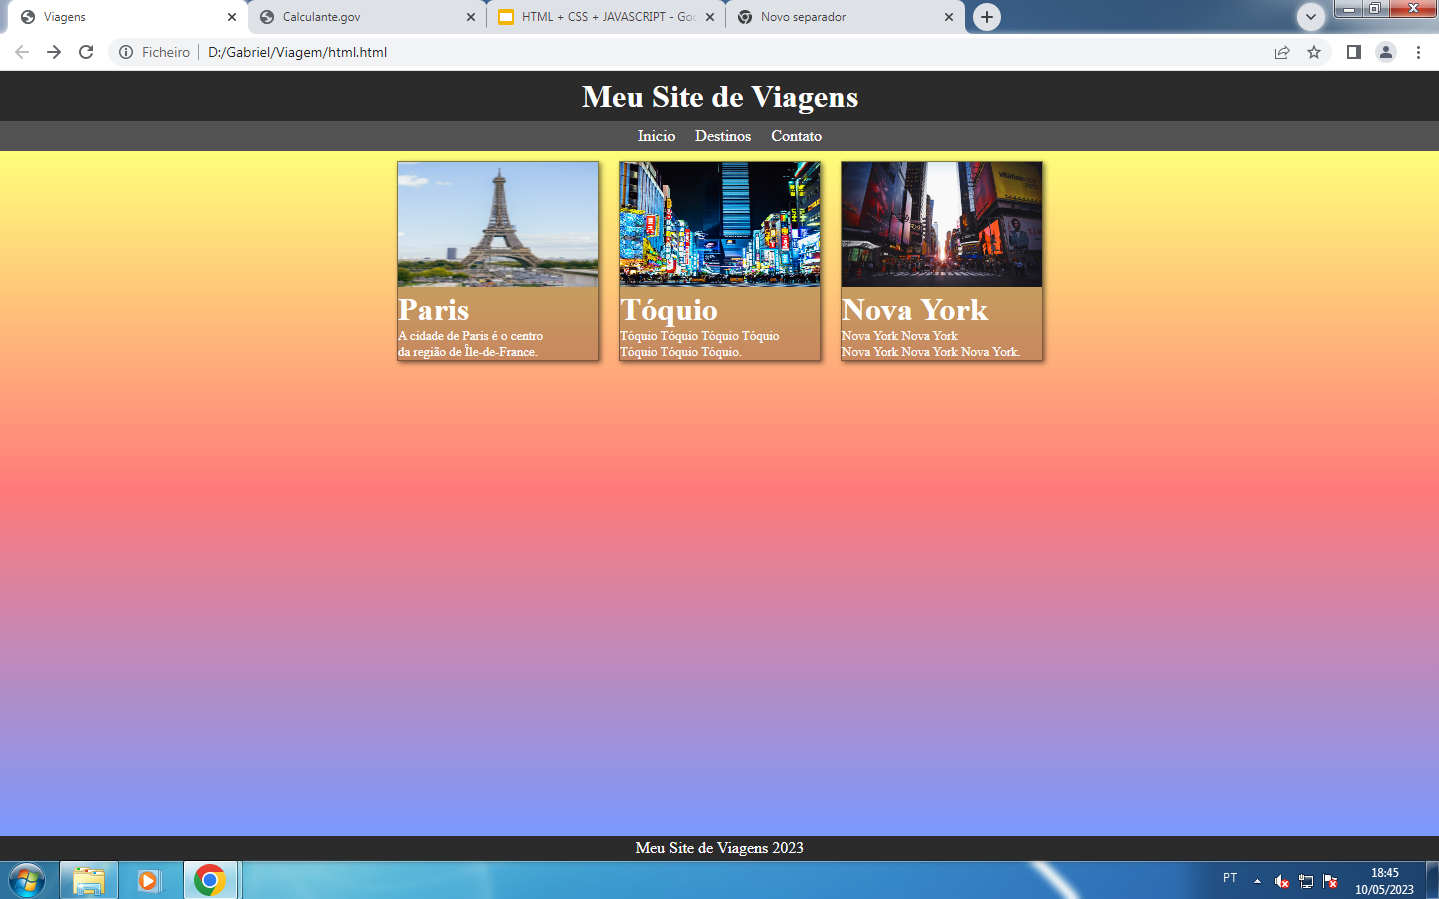 Viagens
Calculante.gov
HTML + CSS + JAVASCRIPT - Goo
Novo separador
Ficheiro
D:/Gabriel/Viagem/html.html
Meu Site de Viagens
Inicio Destinos Contato
Paris
A cidade de Paris é o centro
da região de Île-de-France.
Tóquio
Tóquio Tóquio Tóquio Tóquio
Tóquio Tóquio Tóquio.
Nova York
Nova York Nova York
Nova York Nova York Nova York.
Meu Site de Viagens 2023
PT
18:45
10/05/2023